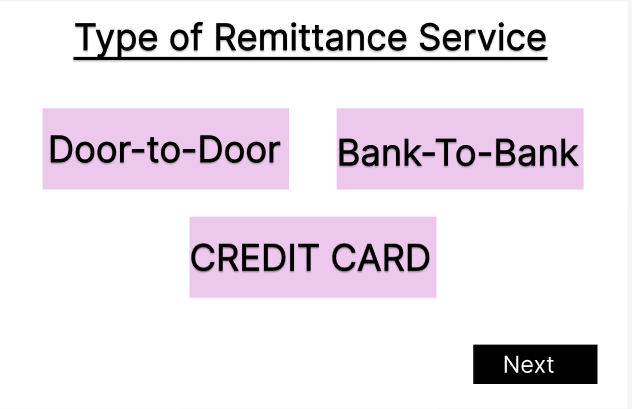 Type of Remittance Service
Door-to-Door
Bank-To-Bank
CREDIT CARD
Next